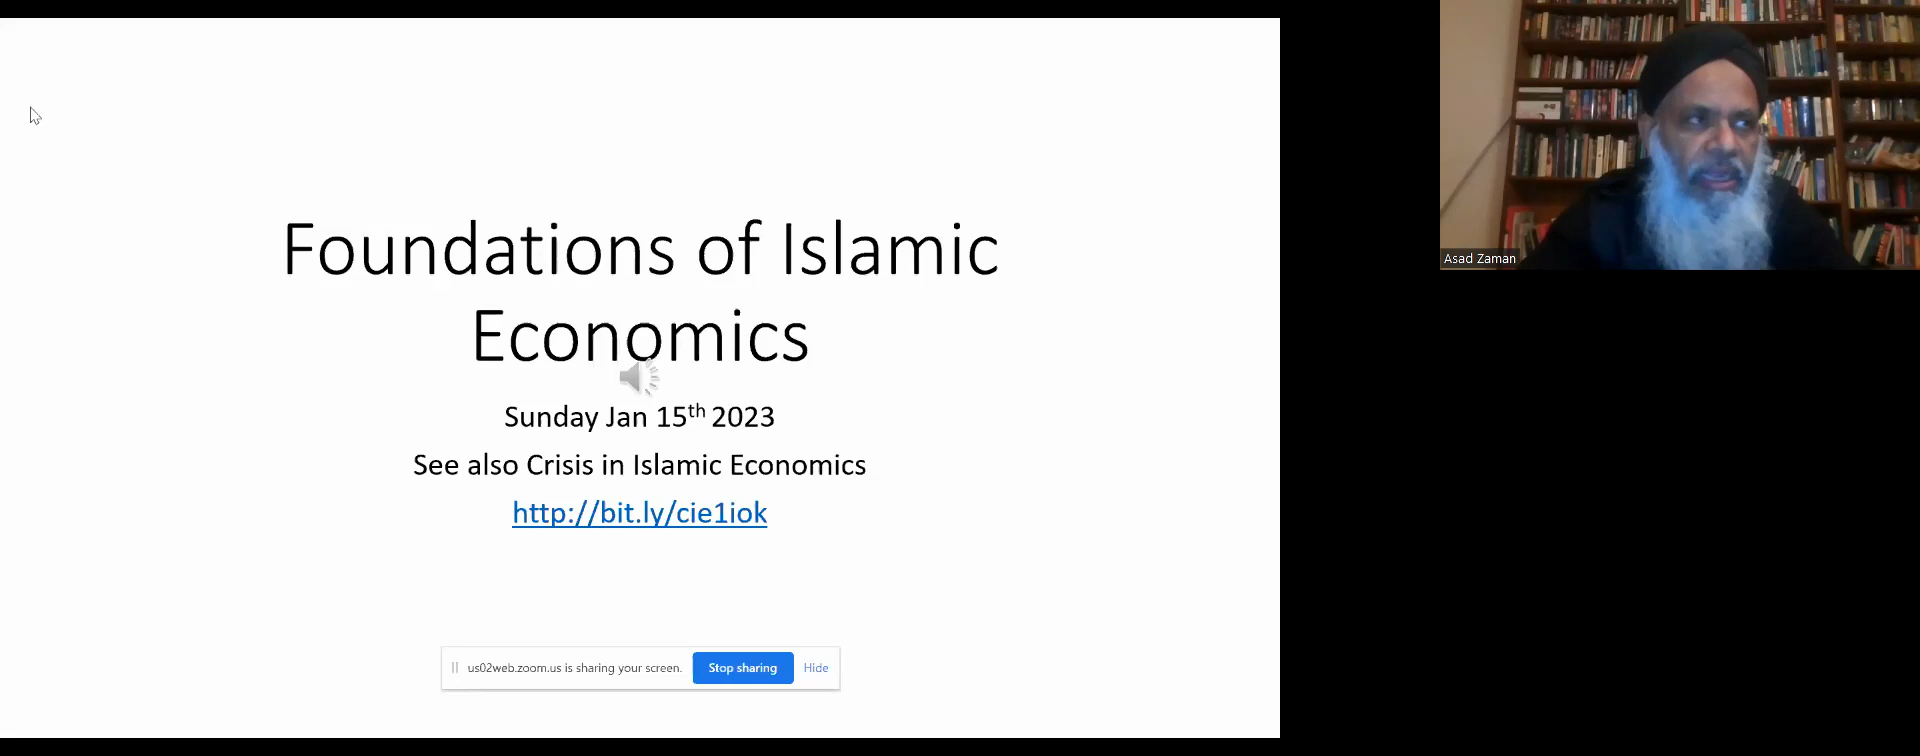 Foundations of Islamic
Economics
Sunday Jan 15th 2023
See also Crisis in Islamic Economics
http://bit.ly/cie1iok
us02web.zoom.us is sharing your screen. Stop sharing Hide
Asad Zaman